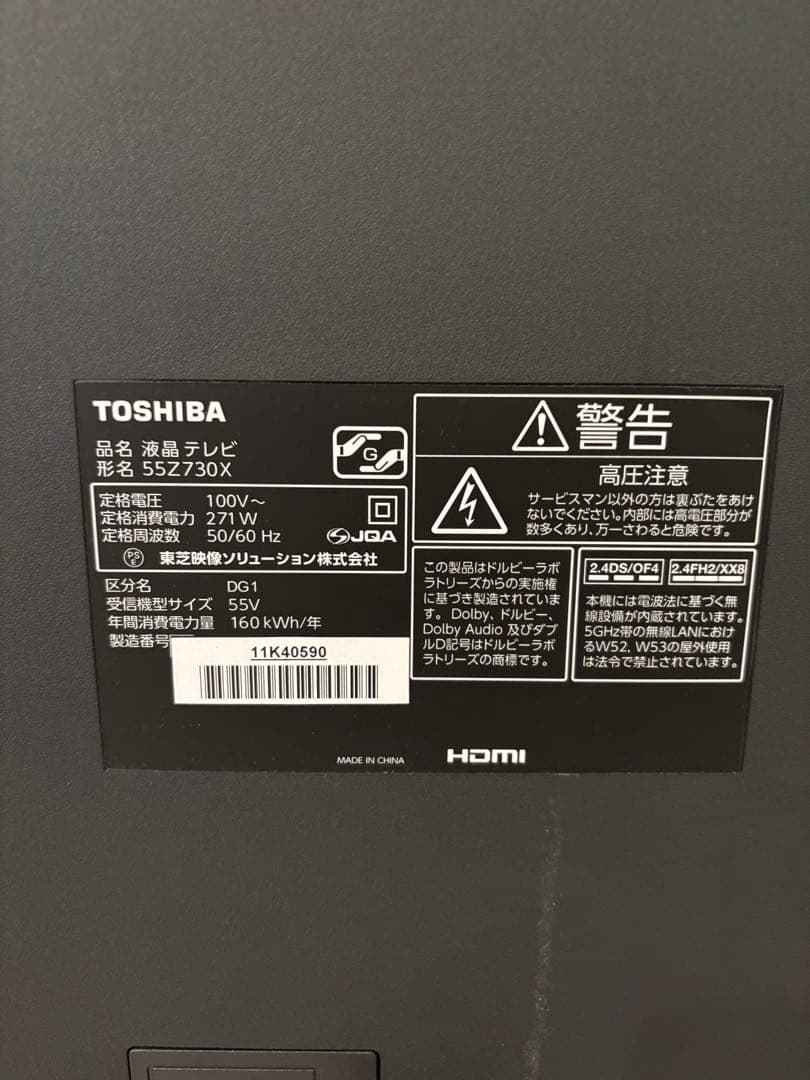 TOSHIBA
品名 液晶テレビ
形名 55Z730X
G
定格電圧 100V~
定格消費電力 271W
定格周波数 50/60 Hz
JQA
PS
E
東芝映像ソリューション株式会社
区分名 DG1
受信機型サイズ 55V
年間消費電力量 160kWh/年
製造番号
11K40590
MADE IN CHINA
HDMI
警告
高圧注意
サービスマン以外の方は裏ぶたをあけ
ないでください。内部には高電圧部分が
数多くあり、万一さわると危険です。
この製品はドルビーラボ
ラトリーズからの実施権
に基づき製造されていま
す。Dolby、ドルビー、
Dolby Audio 及びダブ
ルD記号はドルビーラボ
ラトリーズの商標です。
2.4DS/OF4
2.4FH2/XX8
本機には電波法に基づく無
線設備が内蔵されています。
5GHz帯の無線LANにおけ
るW52, W53の屋外使用
は法令で禁止されています。